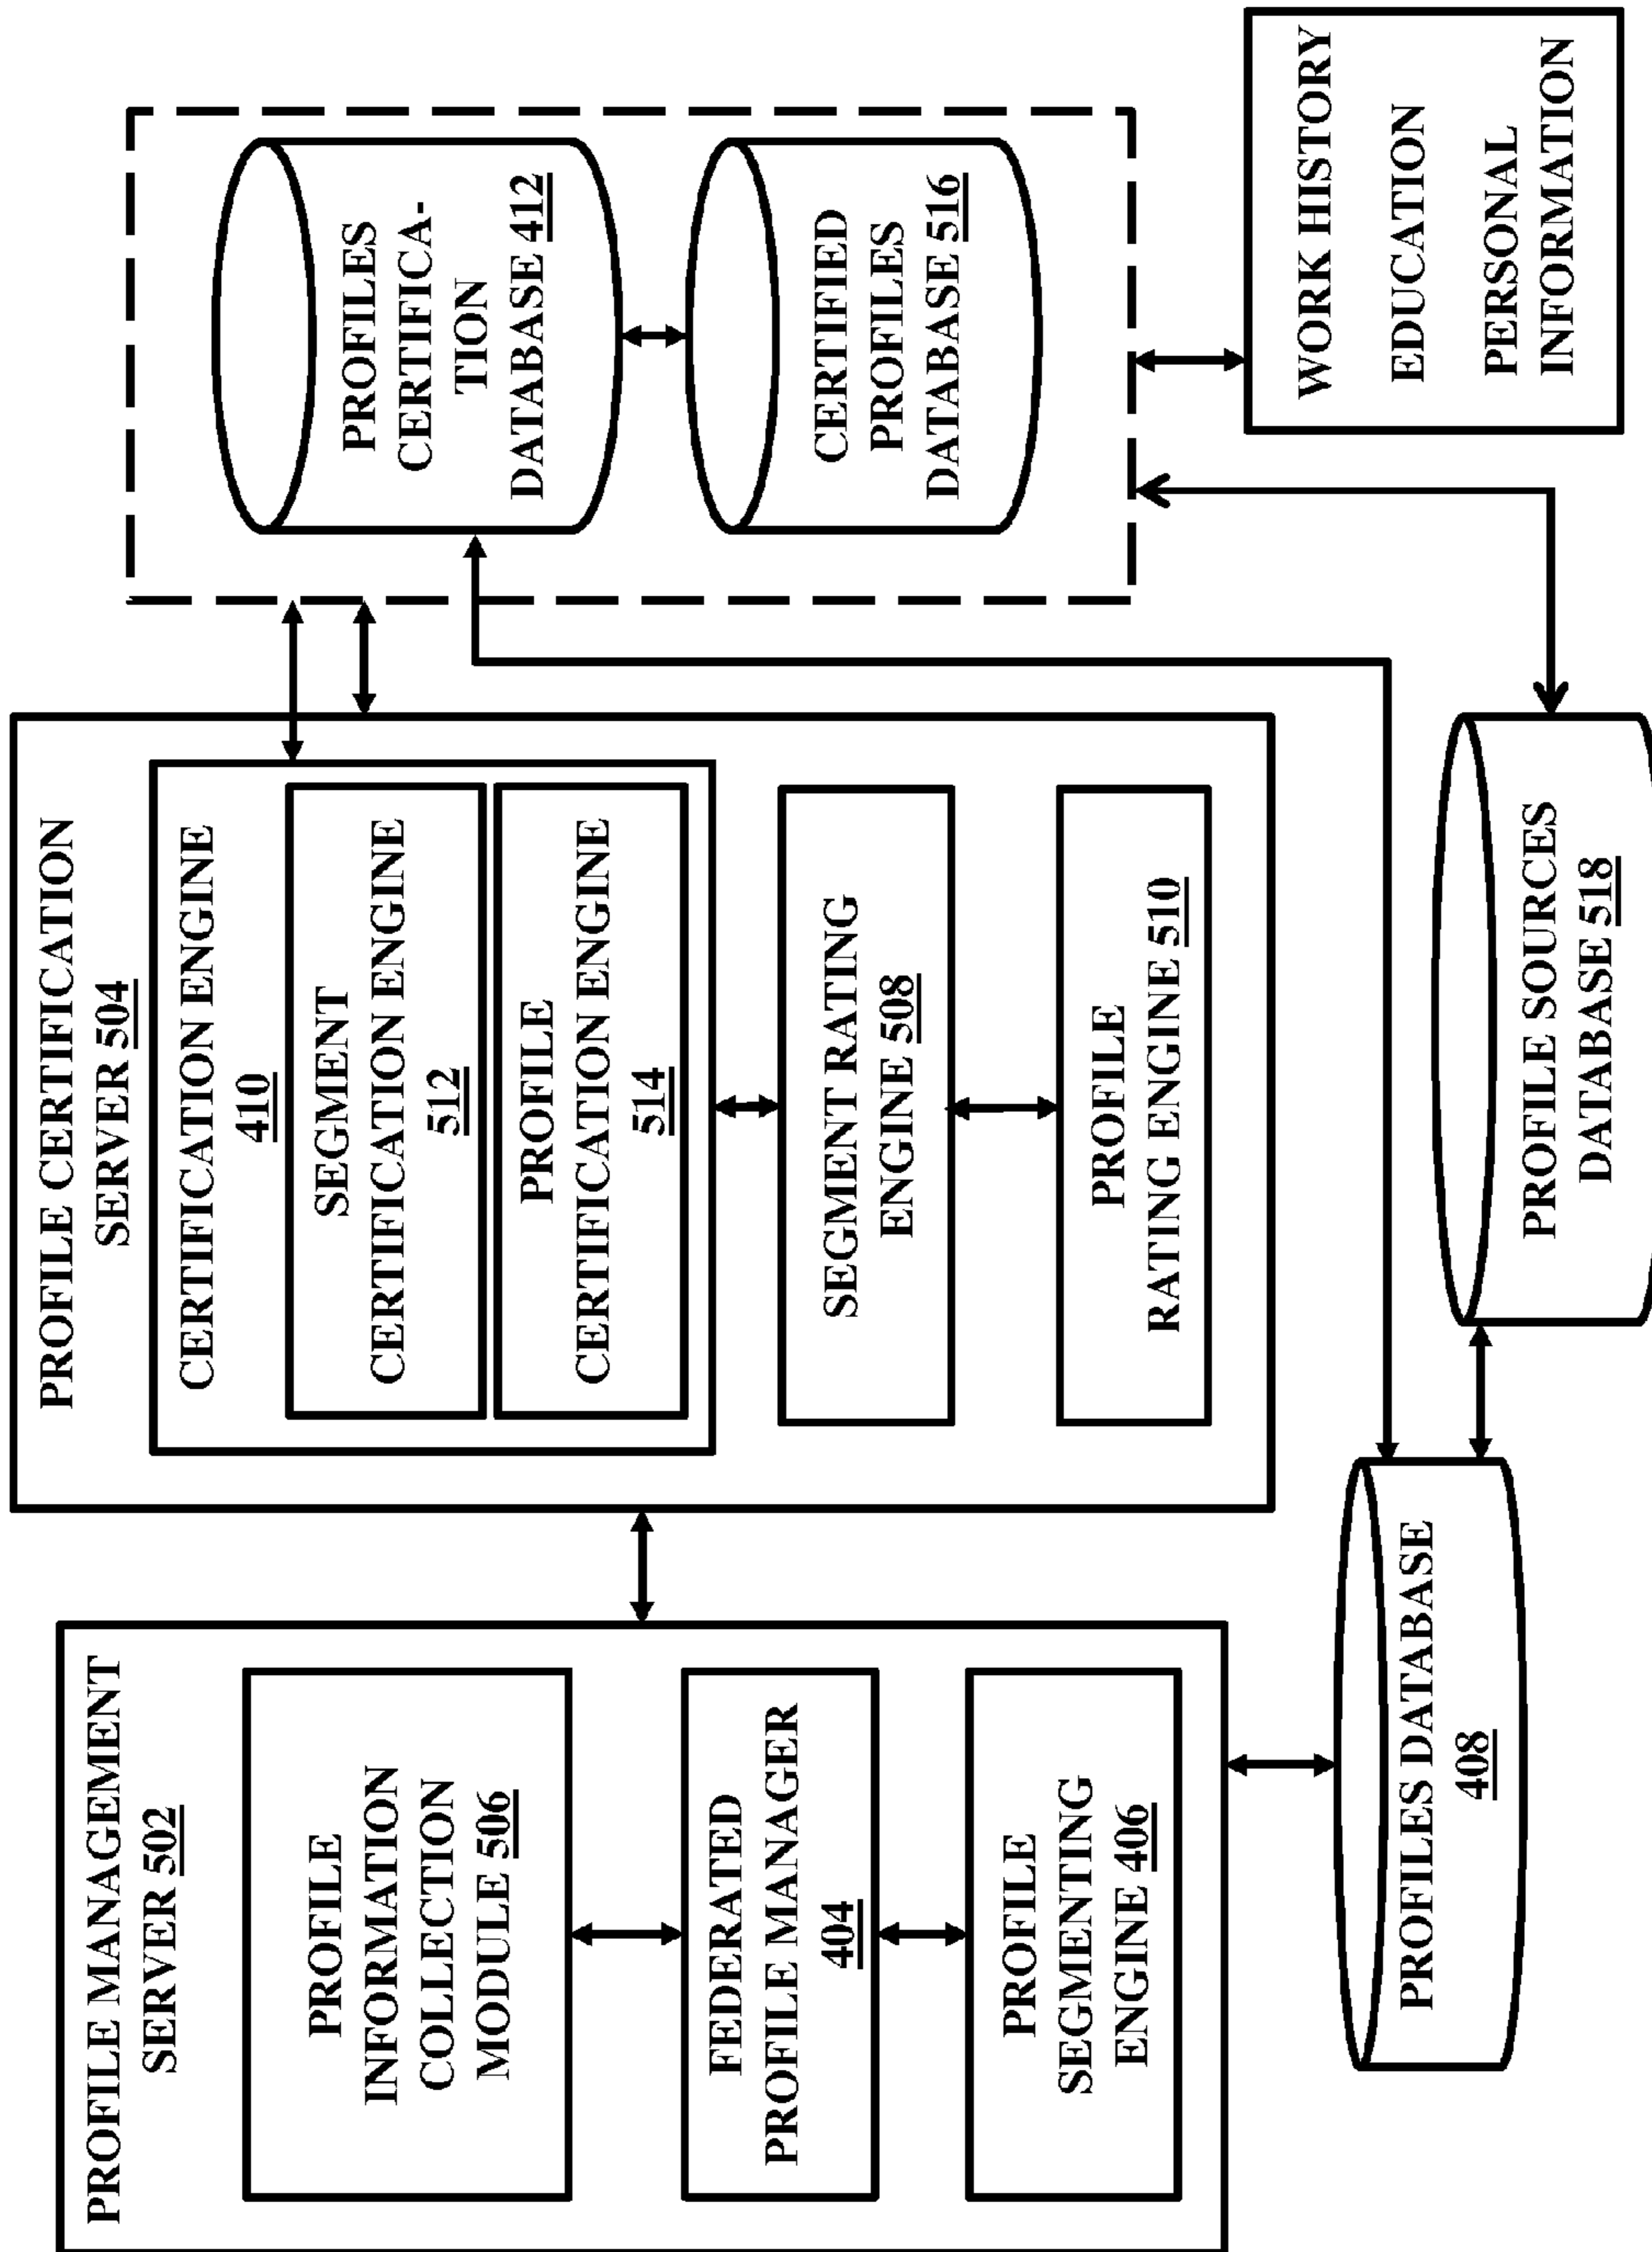 PROFILE MANAGEMENT
SERVER 502
PROFILE
INFORMATION
COLLECTION
MODULE 506
FEDERATED
PROFILE MANAGER
404
PROFILE
SEGMENTING
ENGINE 406
PROFILE CERTIFICATION
SERVER 504
CERTIFICATION ENGINE
410
SEGMENT
CERTIFICATION ENGINE
512
PROFILE
CERTIFICATION ENGINE
514
SEGMENT RATING
ENGINE 508
PROFILE
RATING ENGINE 510
PROFILES
CERTIFICA-
TION
DATABASE 412
CERTIFIED
PROFILES
DATABASE 516
PROFILES DATABASE
408
PROFILE SOURCES
DATABASE 518
WORK HISTORY
EDUCATION
PERSONAL
INFORMATION